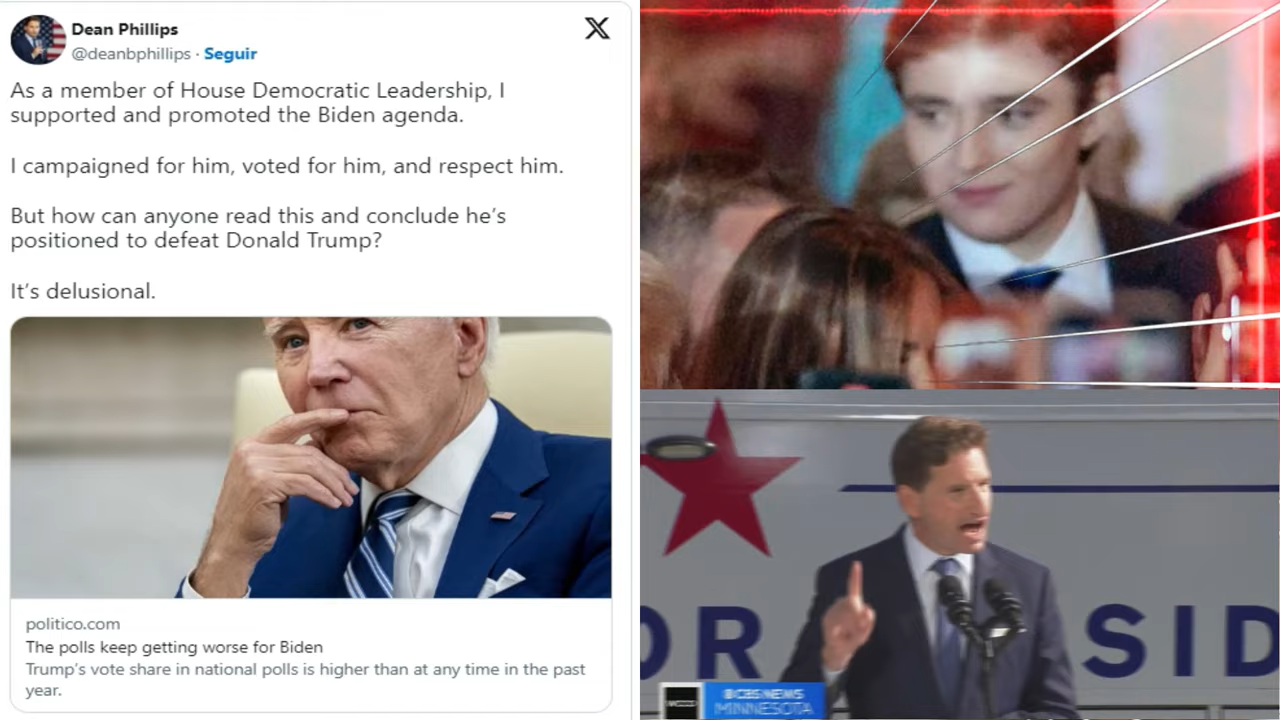 Dean Phillips
@deanbphillips · Seguir
As a member of House Democratic Leadership, I
supported and promoted the Biden agenda.
I campaigned for him, voted for him, and respect him.
But how can anyone read this and conclude he's
positioned to defeat Donald Trump?
It's delusional.
politico.com
The polls keep getting worse for Biden
Trump's vote share in national polls is higher than at any time in the past
year.
OR SID
CBS NEWS
MINNESOTA